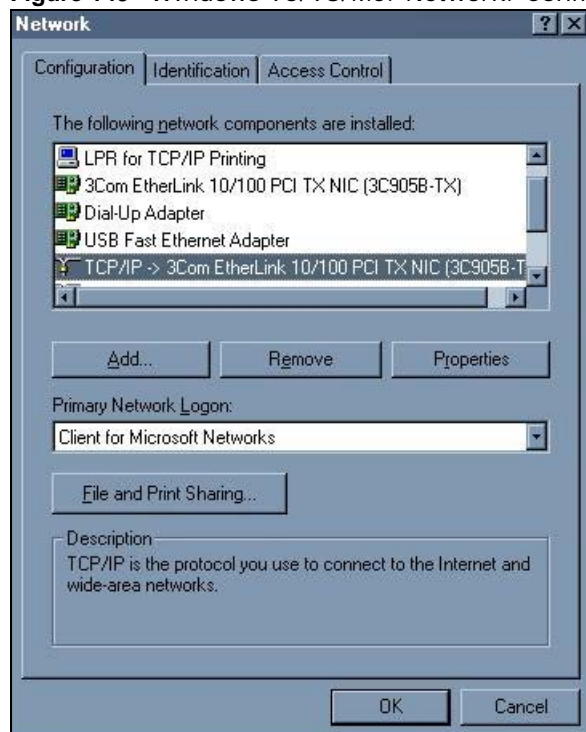 Network
Configuration Identification Access Control
The following network components are installed:
LPR for TCP/IP Printing
3Com EtherLink 10/100 PCI TX NIC (3C905B-TX)
Dial-Up Adapter
USB Fast Ethernet Adapter
TCP/IP -> 3Com EtherLink 10/100 PCI TX NIC (3C905B-T
Add... Remove Properties
Primary Network Logon:
Client for Microsoft Networks
File and Print Sharing...
Description
TCP/IP is the protocol you use to connect to the Internet and
wide-area networks.
OK Cancel